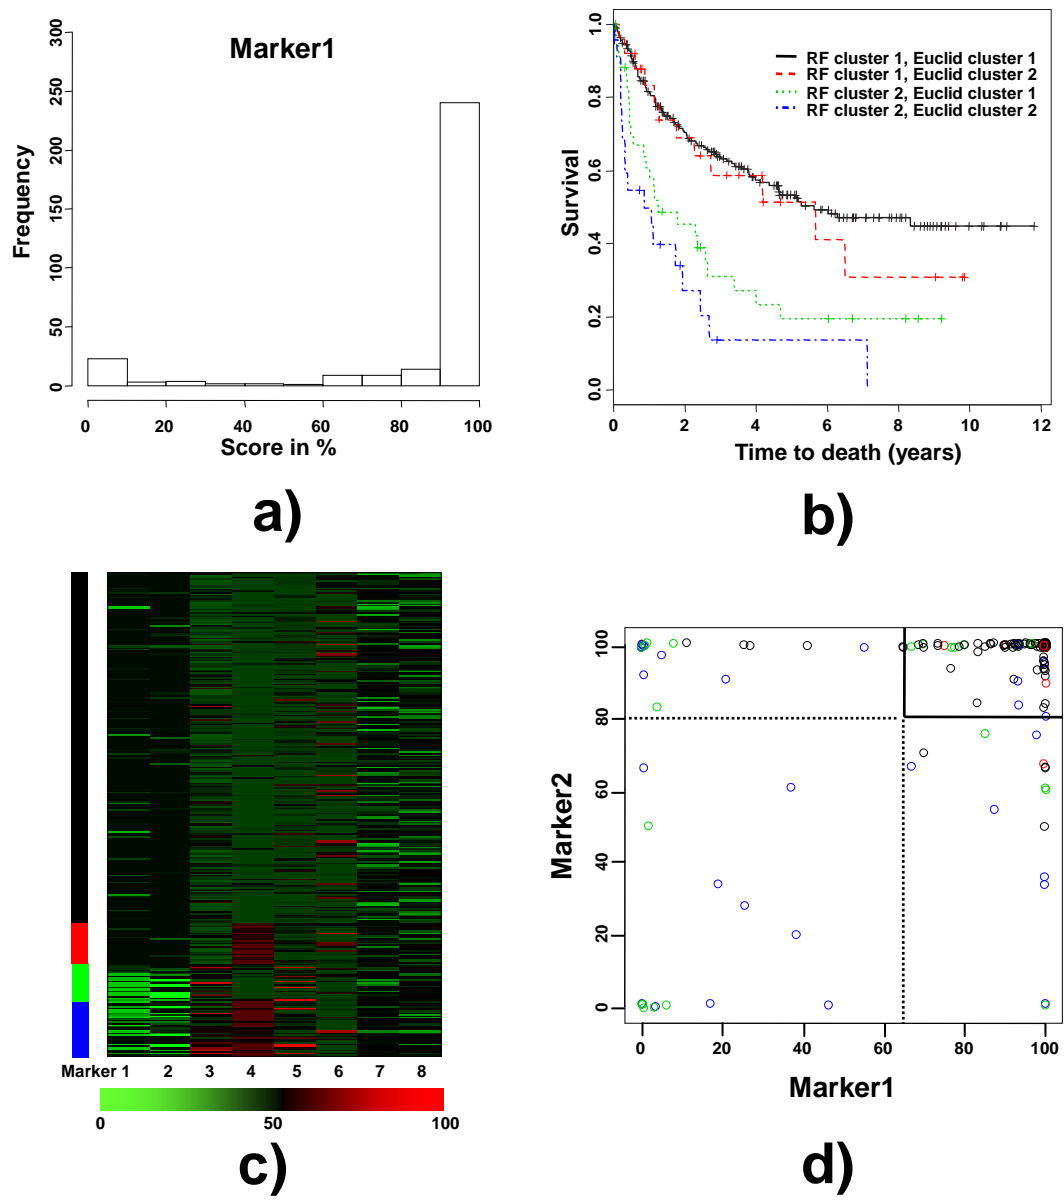 Marker1
Frequency
0
50
100
150
200
250
300
0
20
40
60
80
100
Score in %
a)
RF cluster 1, Euclid cluster 1
RF cluster 1, Euclid cluster 2
RF cluster 2, Euclid cluster 1
RF cluster 2, Euclid cluster 2
Survival
0.0
0.2
0.4
0.6
0.8
1.0
0
2
4
6
8
10
12
Time to death (years)
b)
Marker 1 2 3 4 5 6 7 8
0 50 100
c)
Marker2
0
20
40
60
80
100
0
20
40
60
80
100
Marker1
d)